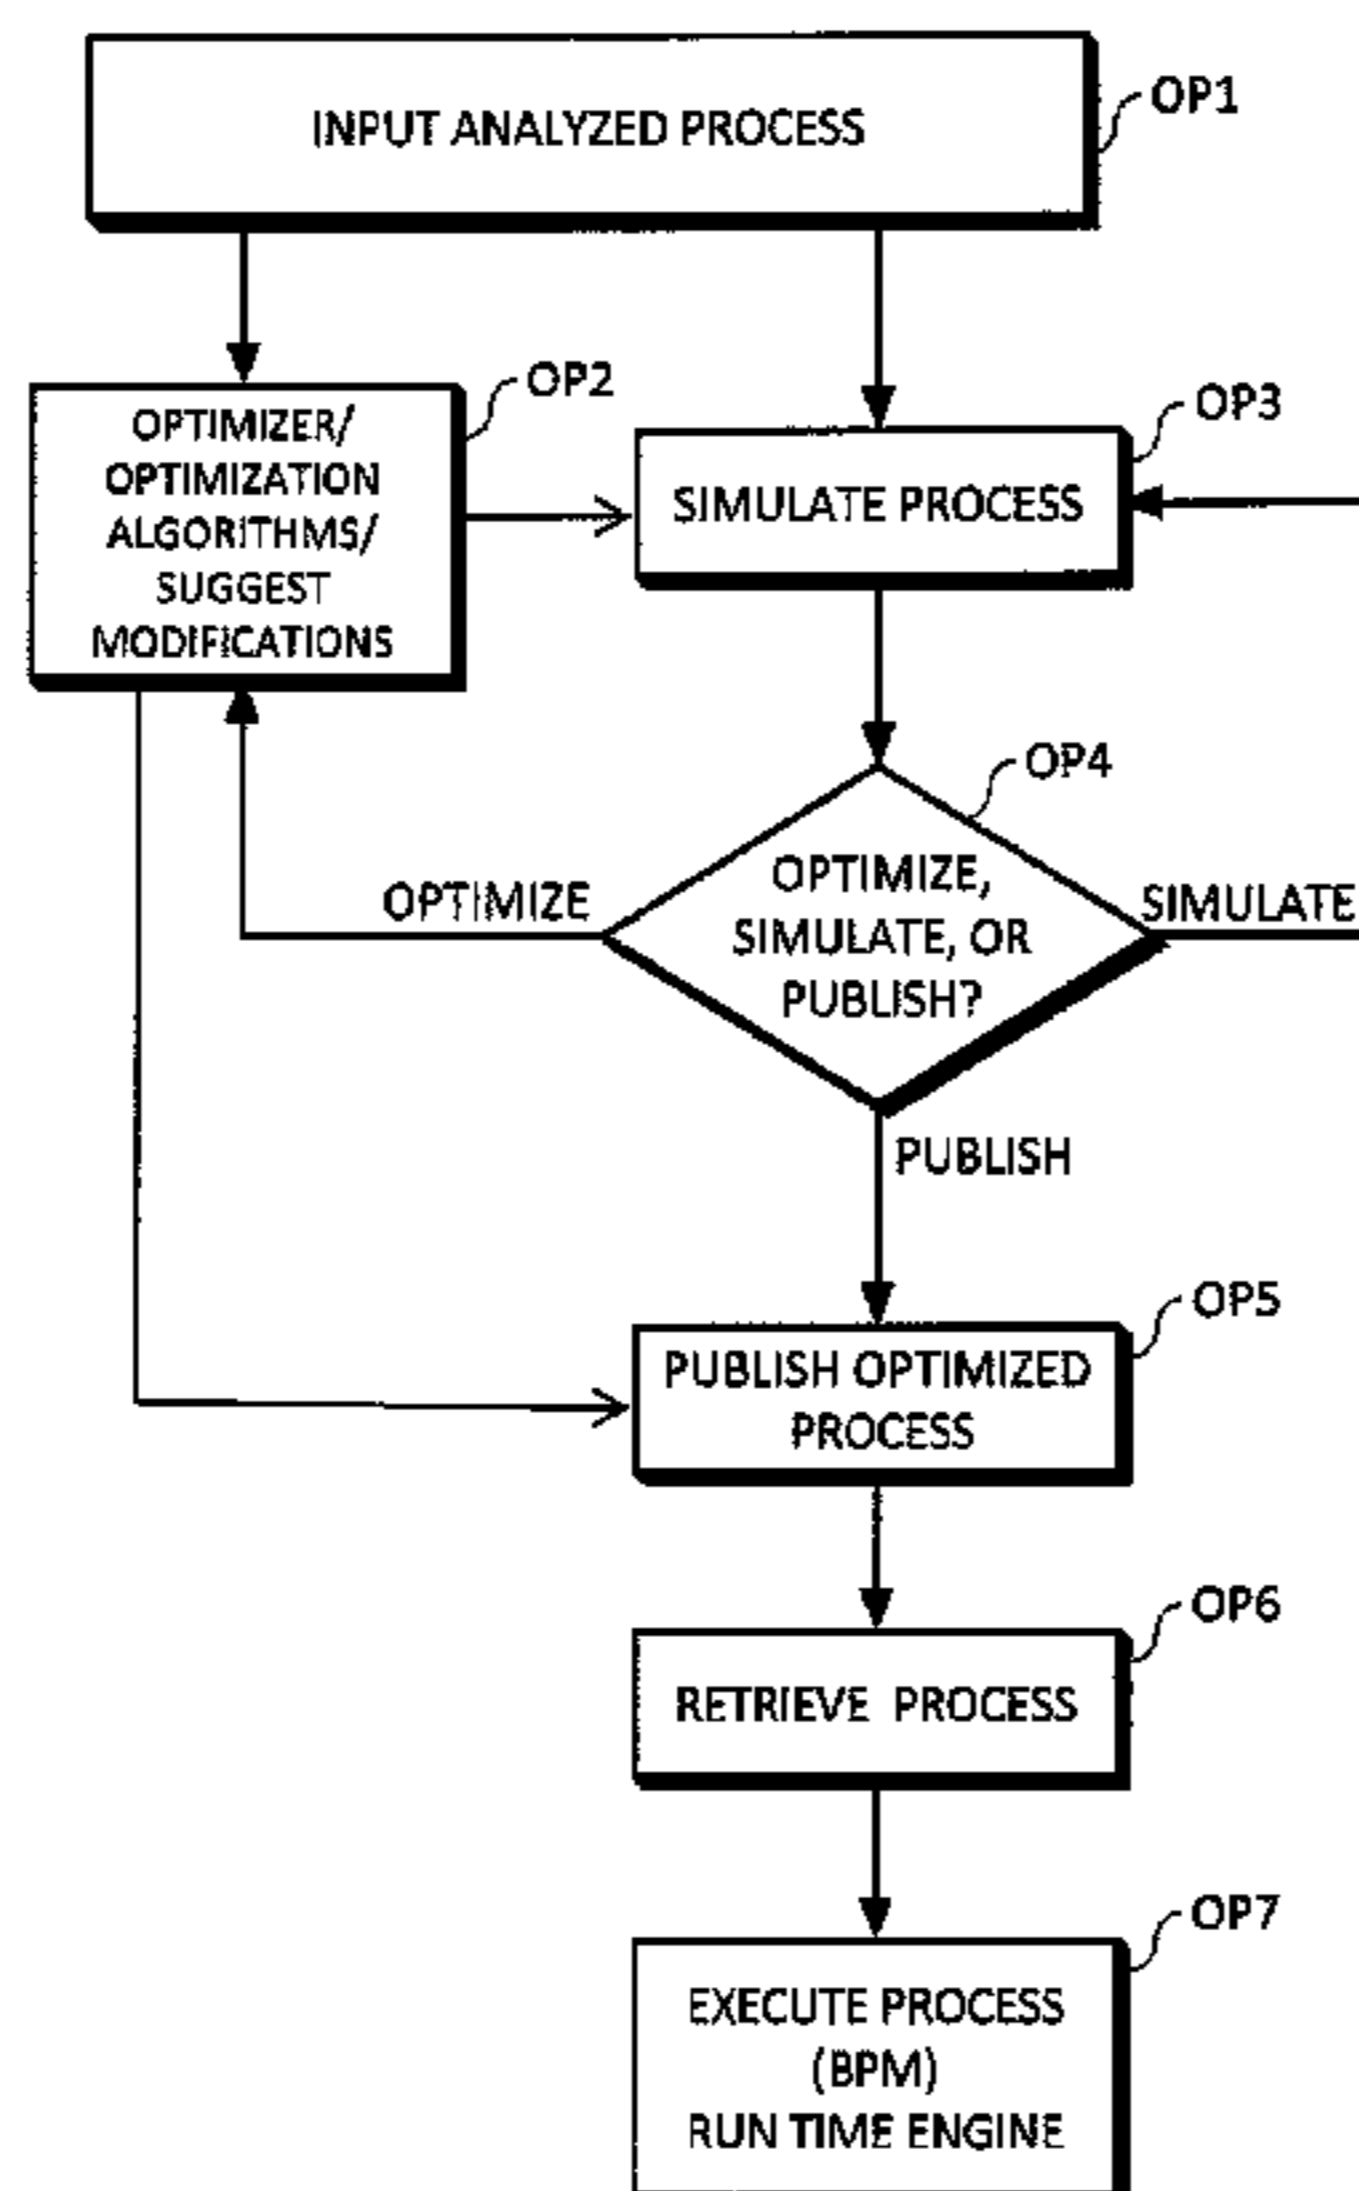 INPUT ANALYZED PROCESS
OP1
OP2
OPTIMIZER/
OPTIMIZATION
ALGORITHMS/
SUGGEST
MODIFICATIONS
OP3
SIMULATE PROCESS
OP4
OPTIMIZE,
SIMULATE, OR
PUBLISH?
OPTIMIZE
SIMULATE
PUBLISH
OP5
PUBLISH OPTIMIZED
PROCESS
OP6
RETRIEVE PROCESS
OP7
EXECUTE PROCESS
(BPM)
RUN TIME ENGINE